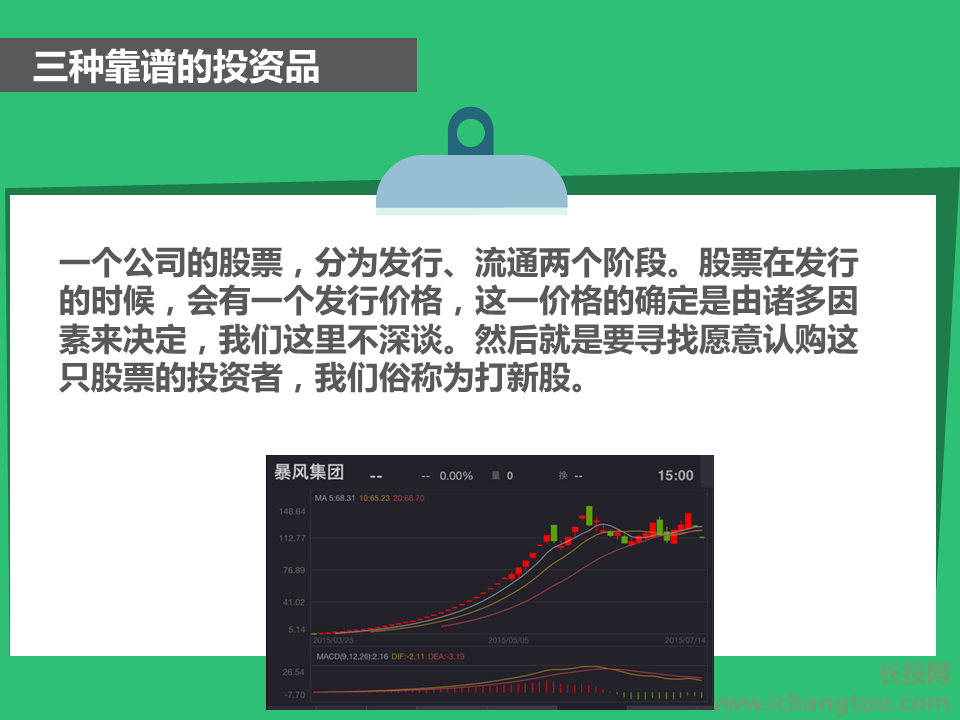 三种靠谱的投资品
一个公司的股票，分为发行、流通两个阶段。股票在发行
的时候，会有一个发行价格，这一价格的确定是由诸多因
素来决定，我们这里不深谈。然后就是要寻找愿意认购这
只股票的投资者，我们俗称为打新股。
暴风集团 -- -- 0.00% 量 0 换 -- 15:00
MA 5:68.31 10:65.23 20:66.70
148.64
112.77
76.89
41.02
5.14
2015/03/25 2015/05/05 2015/07/14
MACD(9,12,26):2.16 DIF:-2.11 DEA:-3.19
26.54
-7.70
长投网
www.ichangtou.com